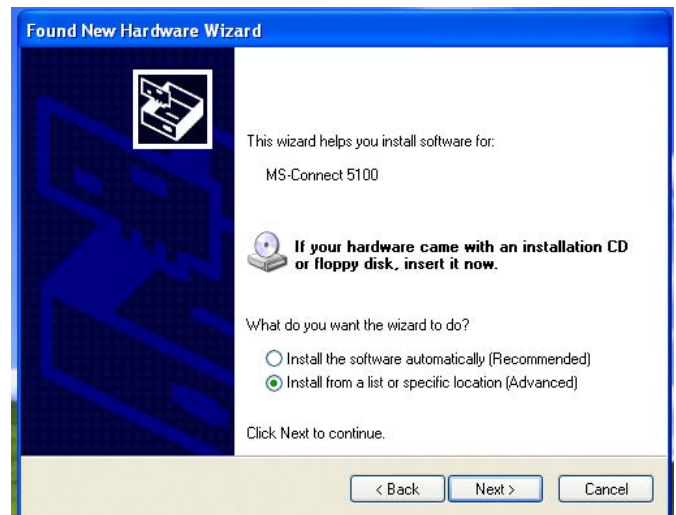 Found New Hardware Wizard
This wizard helps you install software for:
MS-Connect 5100
If your hardware came with an installation CD
or floppy disk, insert it now.
What do you want the wizard to do?
Install the software automatically (Recommended)
Install from a list or specific location (Advanced)
Click Next to continue.
< Back Next > Cancel